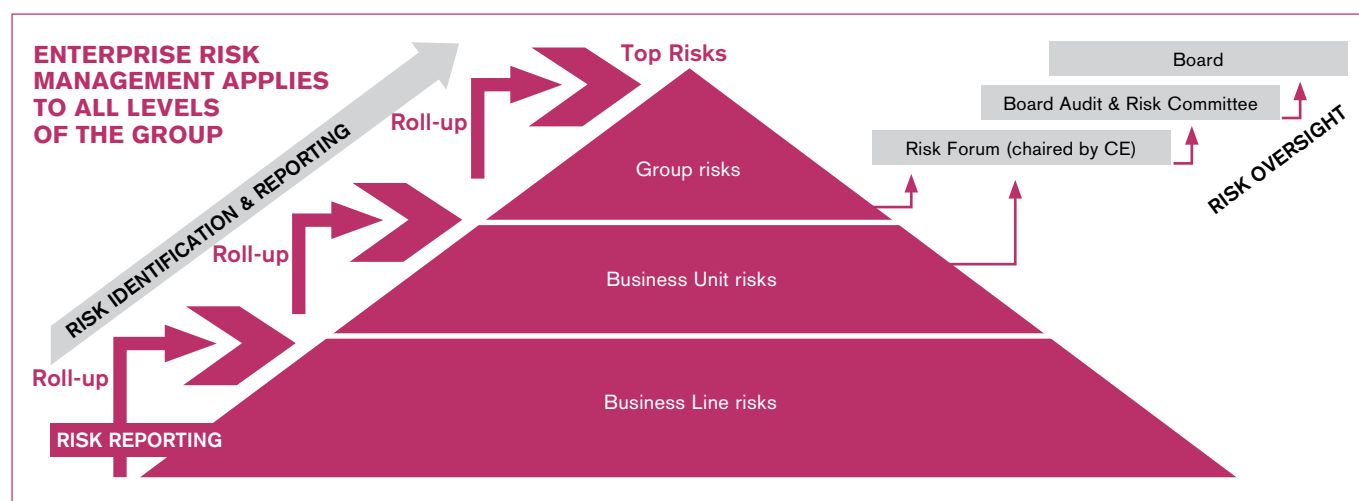 ENTERPRISE RISK
MANAGEMENT APPLIES
TO ALL LEVELS
OF THE GROUP
RISK IDENTIFICATION & REPORTING
Roll-up
Roll-up
Roll-up
RISK REPORTING
Top Risks
Group risks
Business Unit risks
Business Line risks
Board
Board Audit & Risk Committee
Risk Forum (chaired by CE)
RISK OVERSIGHT